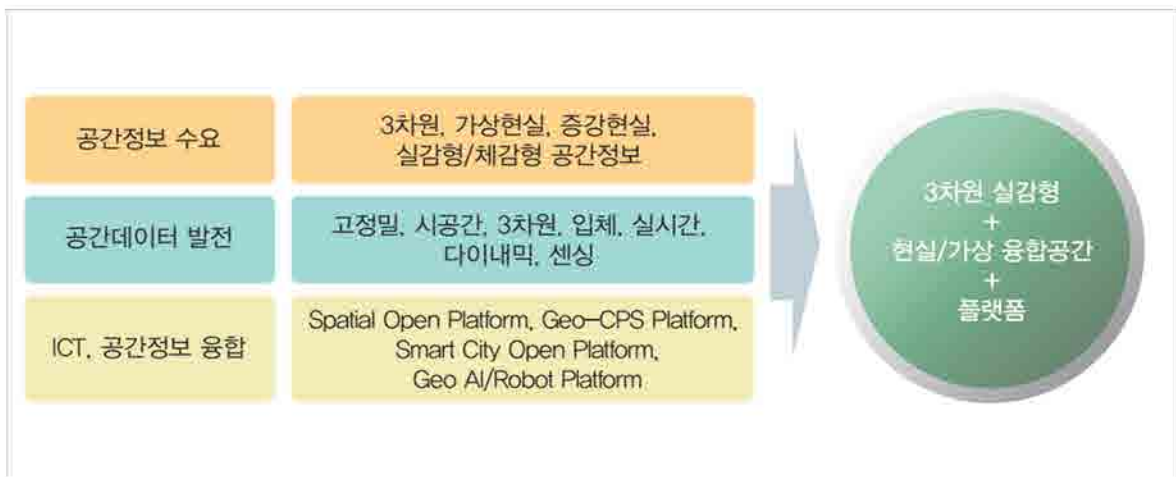 공간정보 수요
3차원, 가상현실, 증강현실,
실감형/체감형 공간정보
공간데이터 발전
고정밀, 시공간, 3차원, 입체, 실시간,
다이내믹, 센싱
ICT, 공간정보 융합
Spatial Open Platform, Geo-CPS Platform,
Smart City Open Platform,
Geo AI/Robot Platform
3차원 실감형
+
현실/가상 융합공간
+
플랫폼